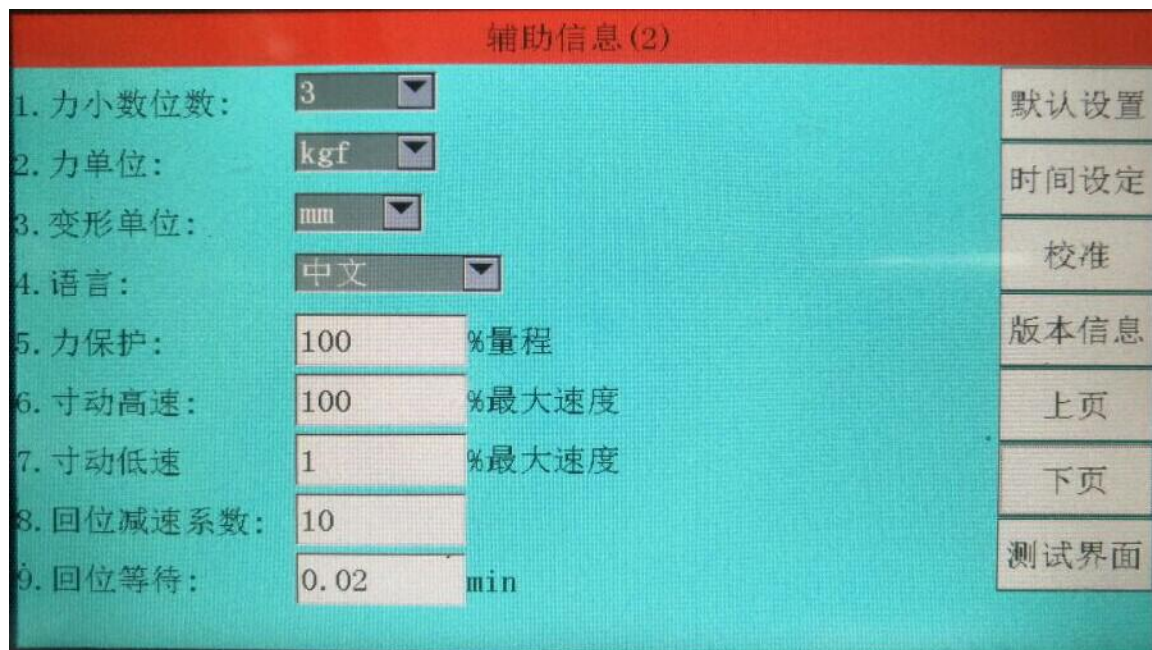 辅助信息(2)
1.力小数位数: 3
2.力单位: kgf
3.变形单位: mm
4.语言: 中文
5.力保护: 100 %量程
6.寸动高速: 100 %最大速度
7.寸动低速 1 %最大速度
8.回位减速系数: 10
9.回位等待: 0.02 min
默认设置
时间设定
校准
版本信息
上页
下页
测试界面